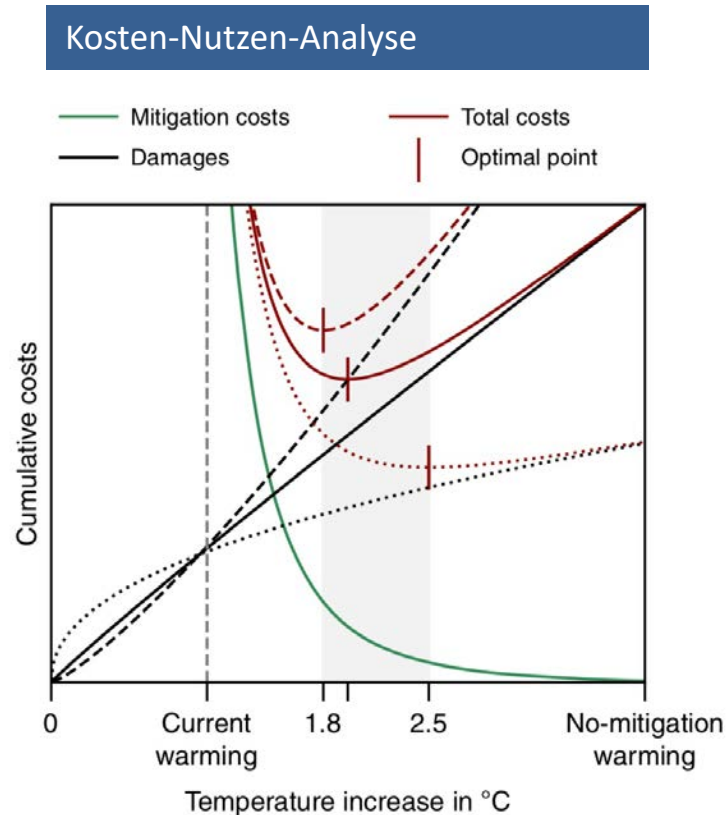 Kosten-Nutzen-Analyse
Mitigation costs
Total costs
Damages
Optimal point
Cumulative costs
0
Current
warming
1.8
2.5
No-mitigation
warming
Temperature increase in °C